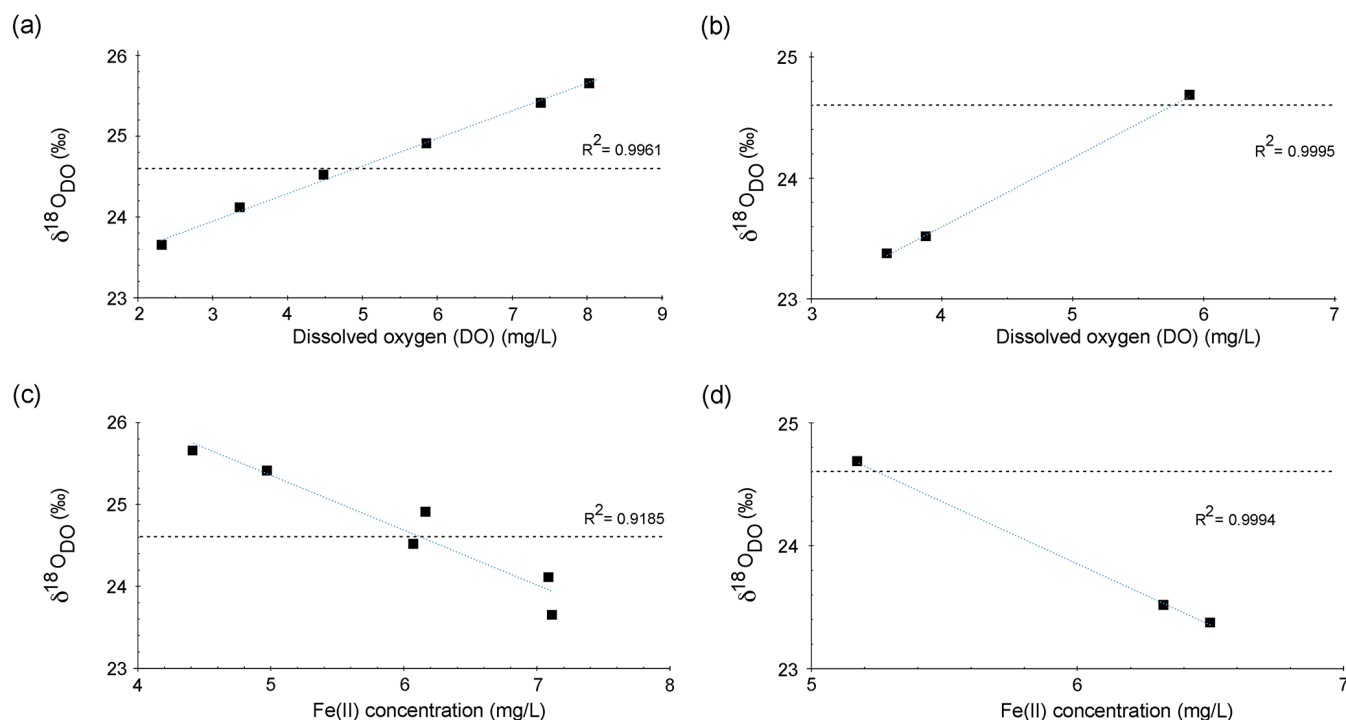 (a)
26
25
24
23
δ18ODO (‰)
R2= 0.9961
2 3 4 5 6 7 8 9
Dissolved oxygen (DO) (mg/L)
(b)
25
24
23
δ18ODO (‰)
R2= 0.9995
3 4 5 6 7
Dissolved oxygen (DO) (mg/L)
(c)
26
25
24
23
δ18ODO (‰)
R2= 0.9185
4 5 6 7 8
Fe(II) concentration (mg/L)
(d)
25
24
23
δ18ODO (‰)
R2= 0.9994
5 6 7
Fe(II) concentration (mg/L)